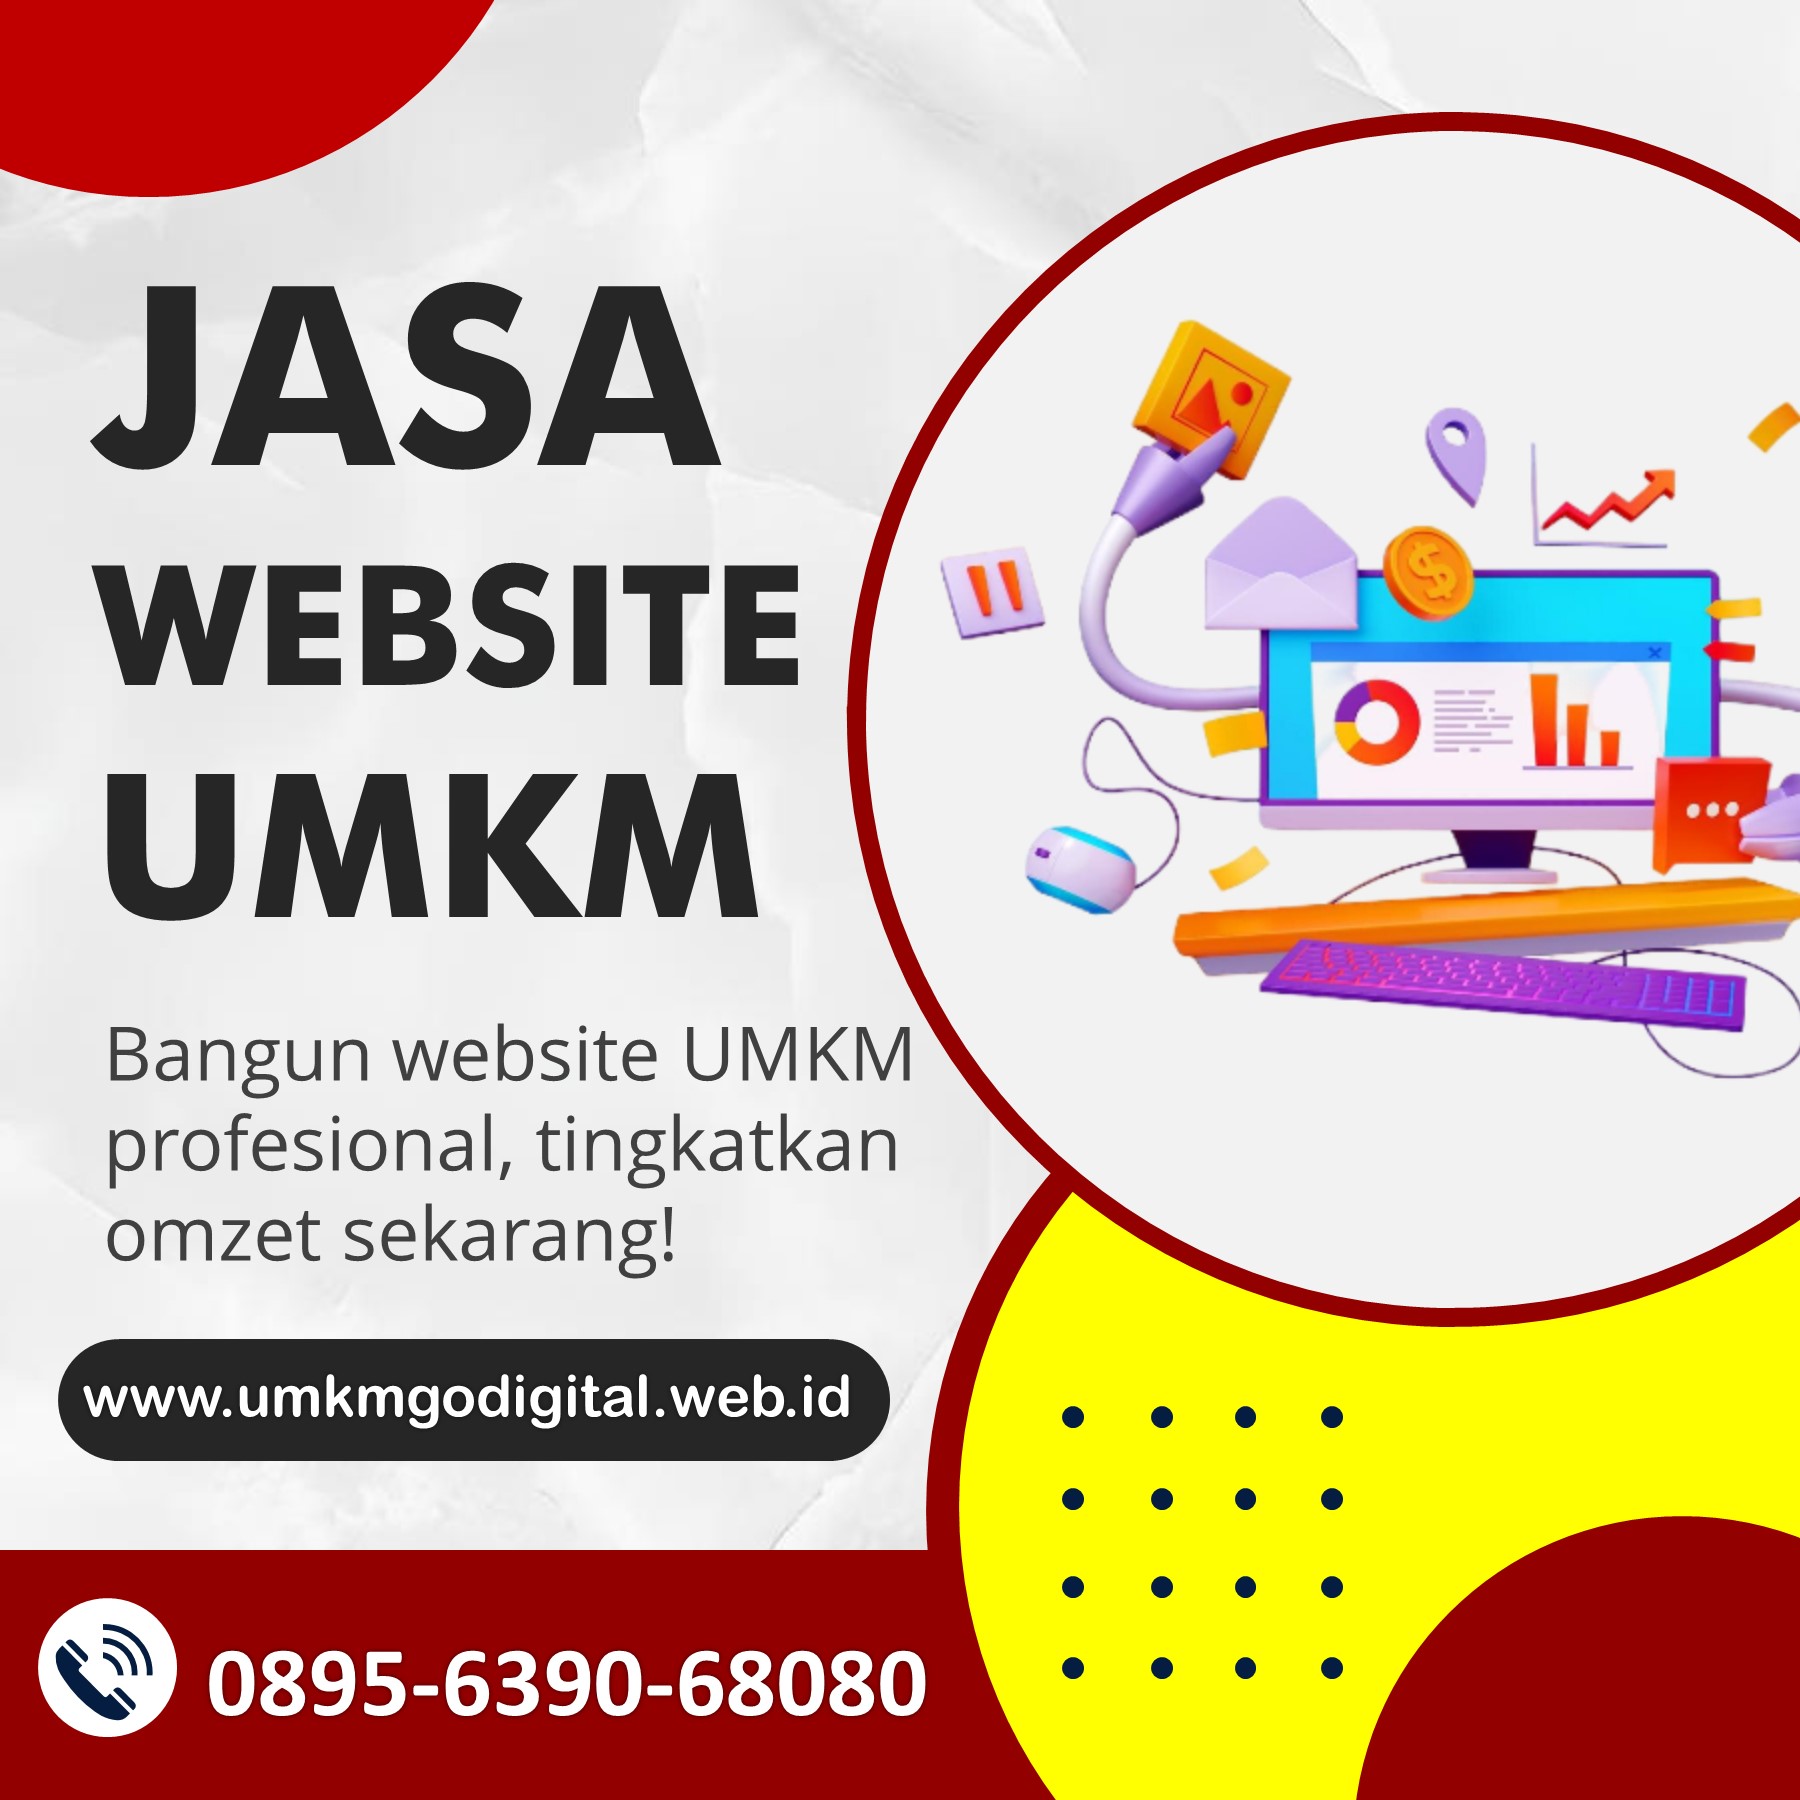 JASA
WEBSITE
UMKM
Bangun website UMKM
profesional, tingkatkan
omzet sekarang!
www.umkmgodigital.web.id
0895-6390-68080